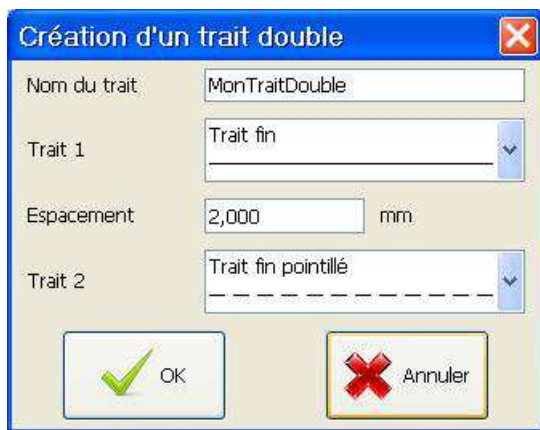 Création d'un trait double
Nom du trait MonTraitDouble
Trait 1 Trait fin
Espacement 2,000 mm
Trait 2 Trait fin pointillé
OK Annuler